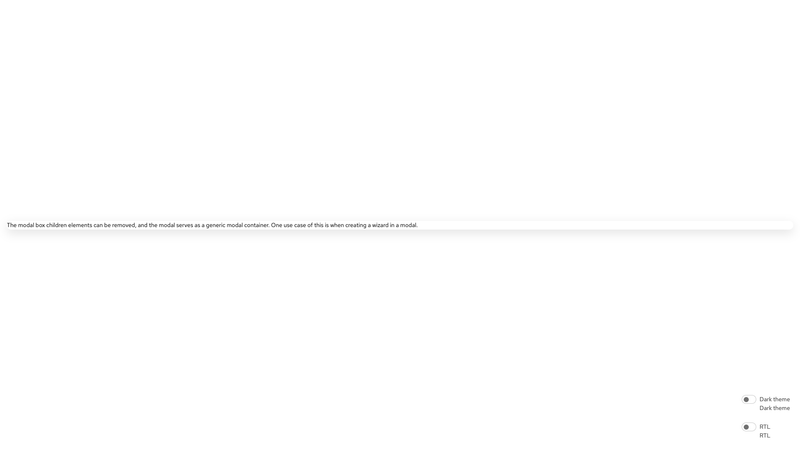 The modal box children elements can be removed, and the modal serves as a generic modal container. One use case of this is when creating a wizard in a modal.
Dark theme
Dark theme
RTL
RTL